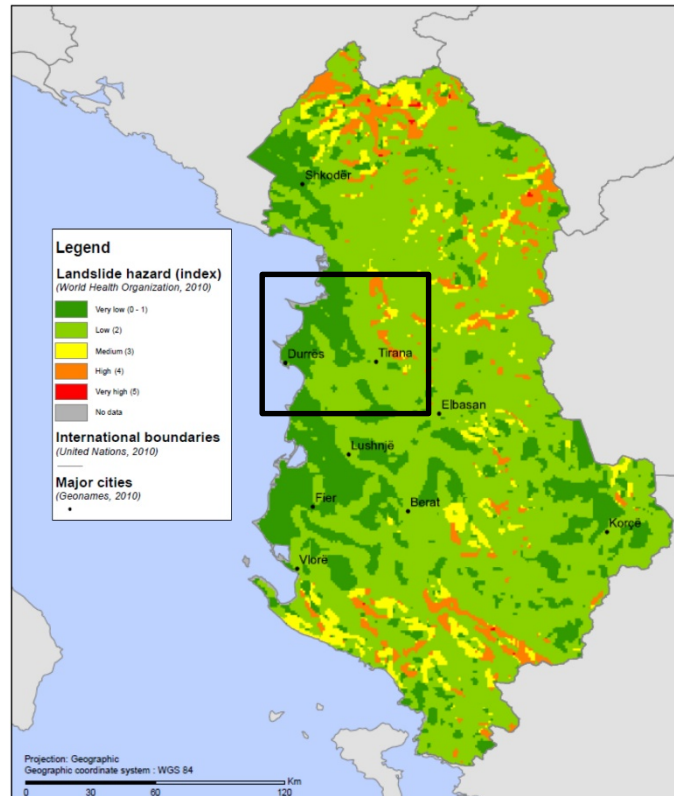 Shkodër
Legend
Landslide hazard (index)
(World Health Organization, 2010)
Very low (0 - 1)
Low (2)
Medium (3)
High (4)
Very high (5)
No data
International boundaries
(United Nations, 2010)
Major cities
(Geonames, 2010)
Durrës
Tirana
Elbasan
Lushnjë
Fier
Berat
Korçë
Vlorë
Projection: Geographic
Geographic coordinate system : WGS 84
Km
0 30 60 120